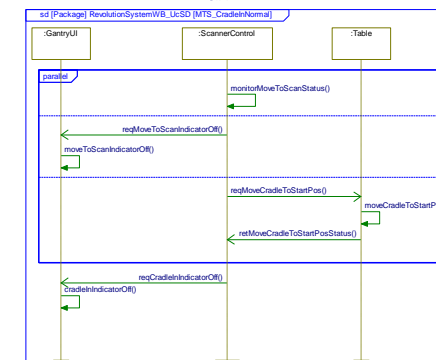 sd [Package] RevolutionSystemWB_UcSD [MTS_CradleInNormal]
:GantryUI :ScannerControl :Table
parallel
monitorMoveToScanStatus()
reqMoveToScanIndicatorOff()
moveToScanIndicatorOff()
reqMoveCradleToStartPos()
moveCradleToStartP
retMoveCradleToStartPosStatus()
reqCradleInIndicatorOff()
cradleInIndicatorOff()